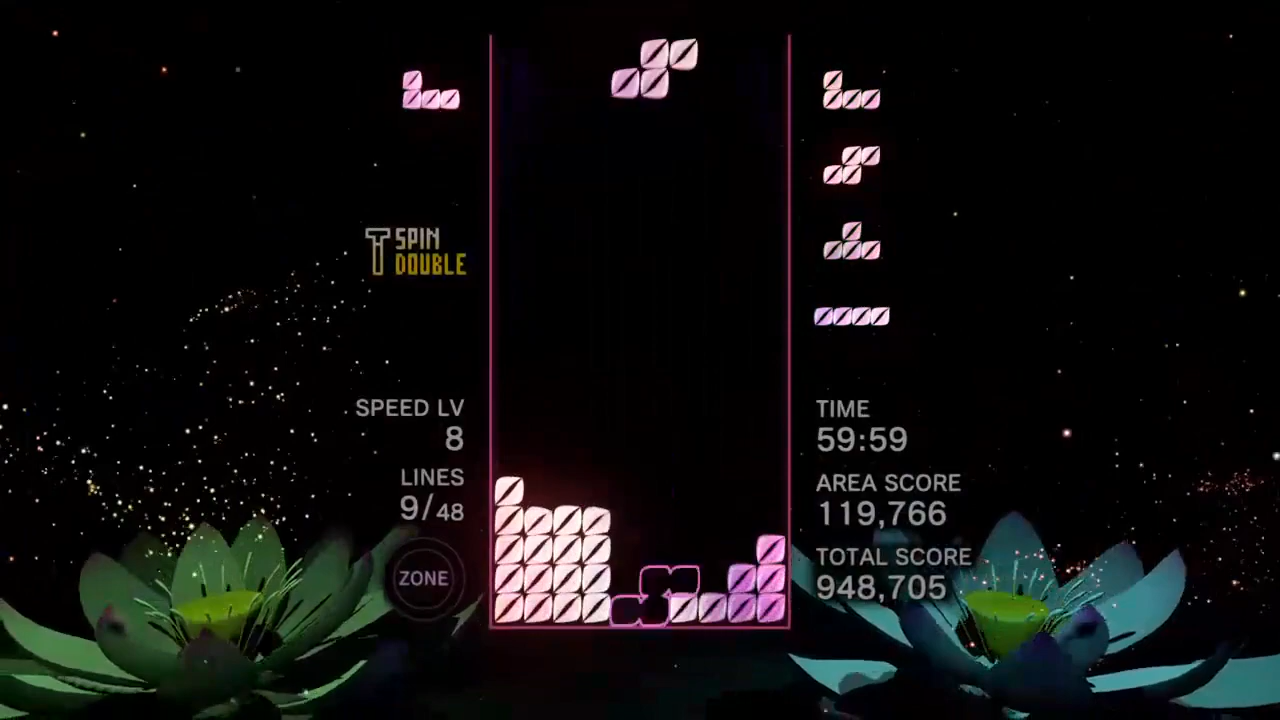 T SPIN
DOUBLE
SPEED LV
8
LINES
9/48
ZONE
TIME
59:59
AREA SCORE
119,766
TOTAL SCORE
948,705